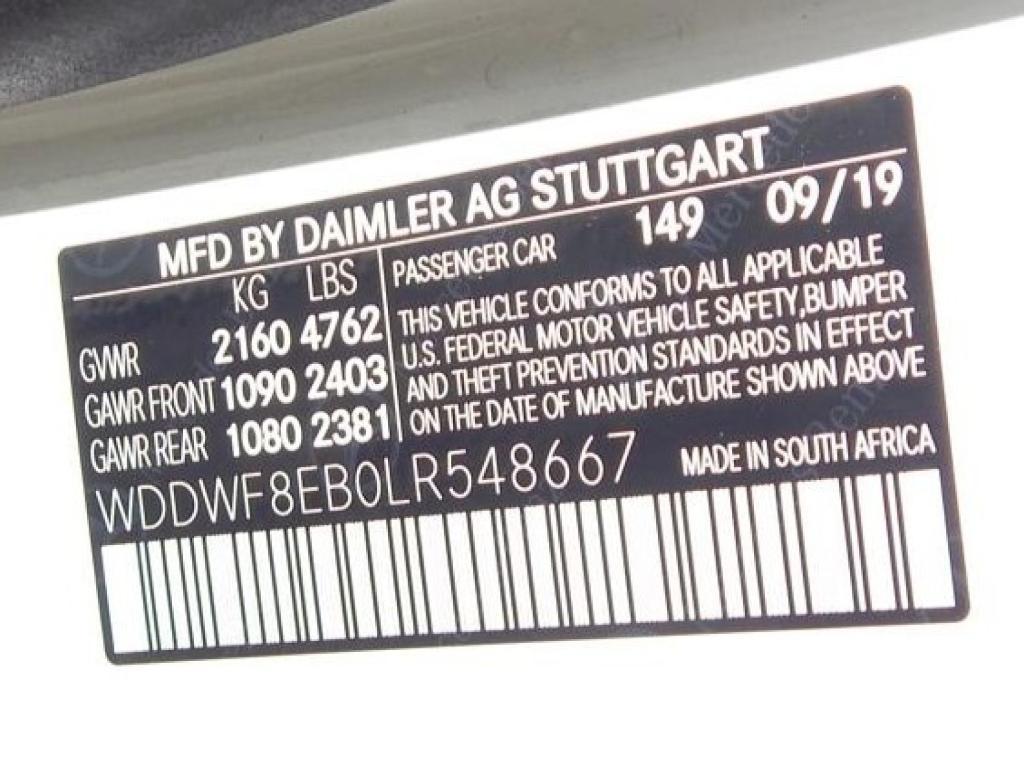 MFD BY DAIMLER AG STUTTGART
KG LBS
GVWR 2160 4762
GAWR FRONT 1090 2403
GAWR REAR 1080 2381
PASSENGER CAR 149 09/19
THIS VEHICLE CONFORMS TO ALL APPLICABLE
U.S. FEDERAL MOTOR VEHICLE SAFETY,BUMPER
AND THEFT PREVENTION STANDARDS IN EFFECT
ON THE DATE OF MANUFACTURE SHOWN ABOVE
WDDWF8EB0LR548667 MADE IN SOUTH AFRICA